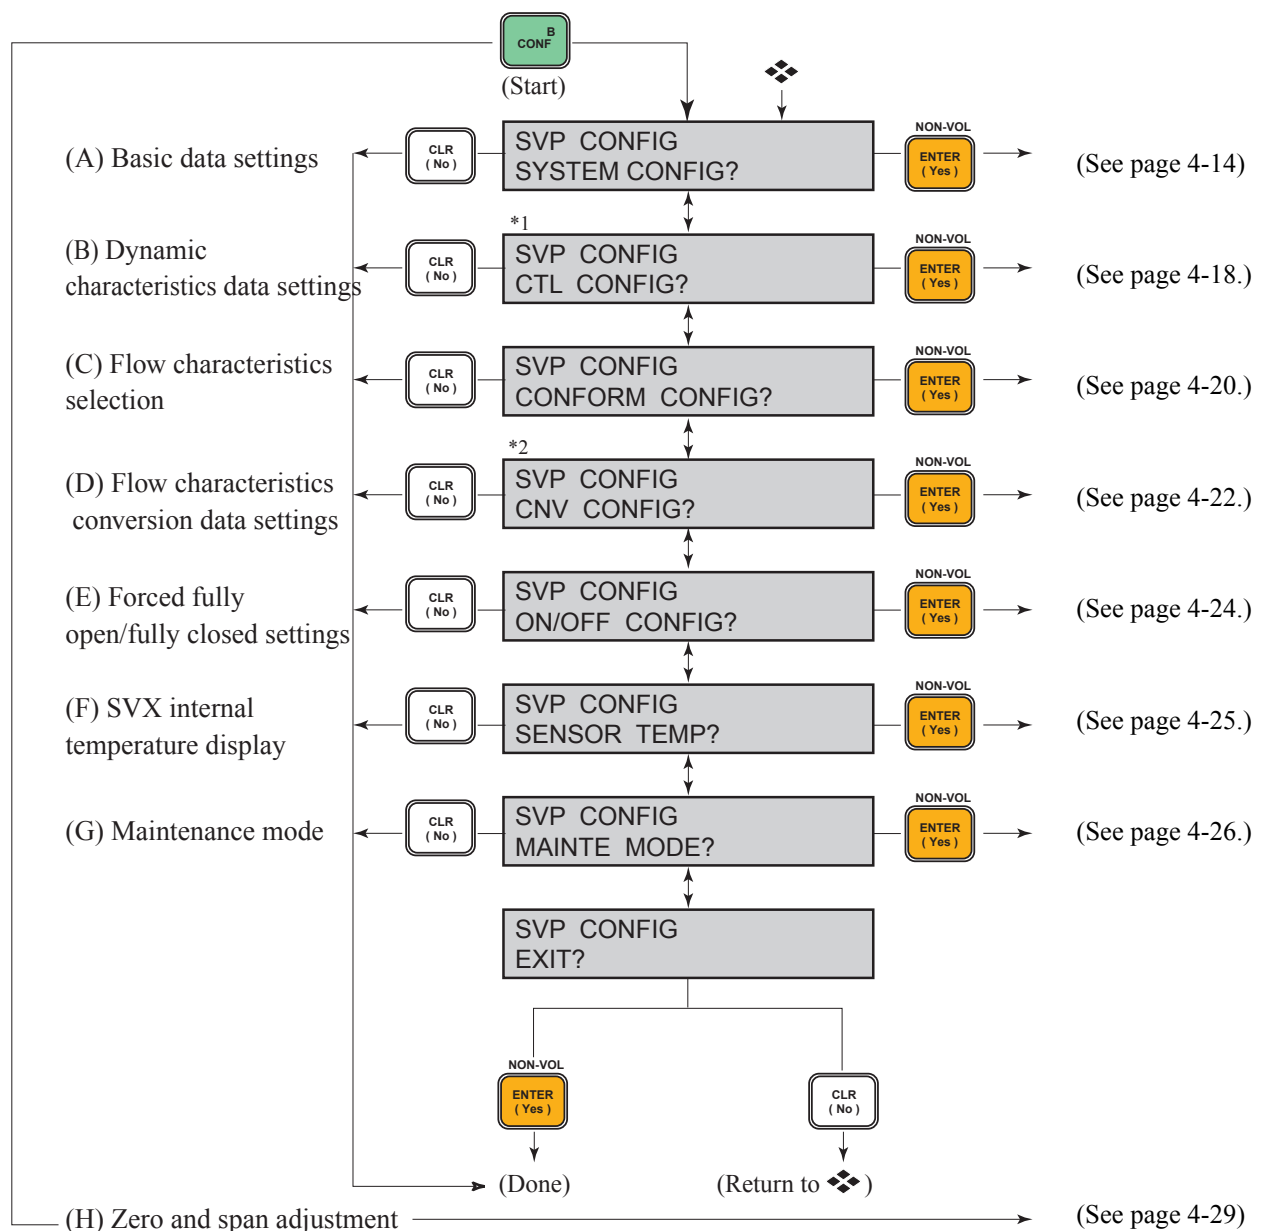 B
CONF
(Start)
(A) Basic data settings
CLR
( No )
SVP CONFIG
SYSTEM CONFIG?
NON-VOL
ENTER
( Yes )
(See page 4-14)
*1
(B) Dynamic
characteristics data settings
CLR
( No )
SVP CONFIG
CTL CONFIG?
NON-VOL
ENTER
( Yes )
(See page 4-18.)
(C) Flow characteristics
selection
CLR
( No )
SVP CONFIG
CONFORM CONFIG?
NON-VOL
ENTER
( Yes )
(See page 4-20.)
*2
(D) Flow characteristics
conversion data settings
CLR
( No )
SVP CONFIG
CNV CONFIG?
NON-VOL
ENTER
( Yes )
(See page 4-22.)
(E) Forced fully
open/fully closed settings
CLR
( No )
SVP CONFIG
ON/OFF CONFIG?
NON-VOL
ENTER
( Yes )
(See page 4-24.)
(F) SVX internal
temperature display
CLR
( No )
SVP CONFIG
SENSOR TEMP?
NON-VOL
ENTER
( Yes )
(See page 4-25.)
(G) Maintenance mode
CLR
( No )
SVP CONFIG
MAINTE MODE?
NON-VOL
ENTER
( Yes )
(See page 4-26.)
SVP CONFIG
EXIT?
NON-VOL
ENTER
( Yes )
CLR
( No )
(Done)
(Return to ❖ )
(H) Zero and span adjustment
(See page 4-29)